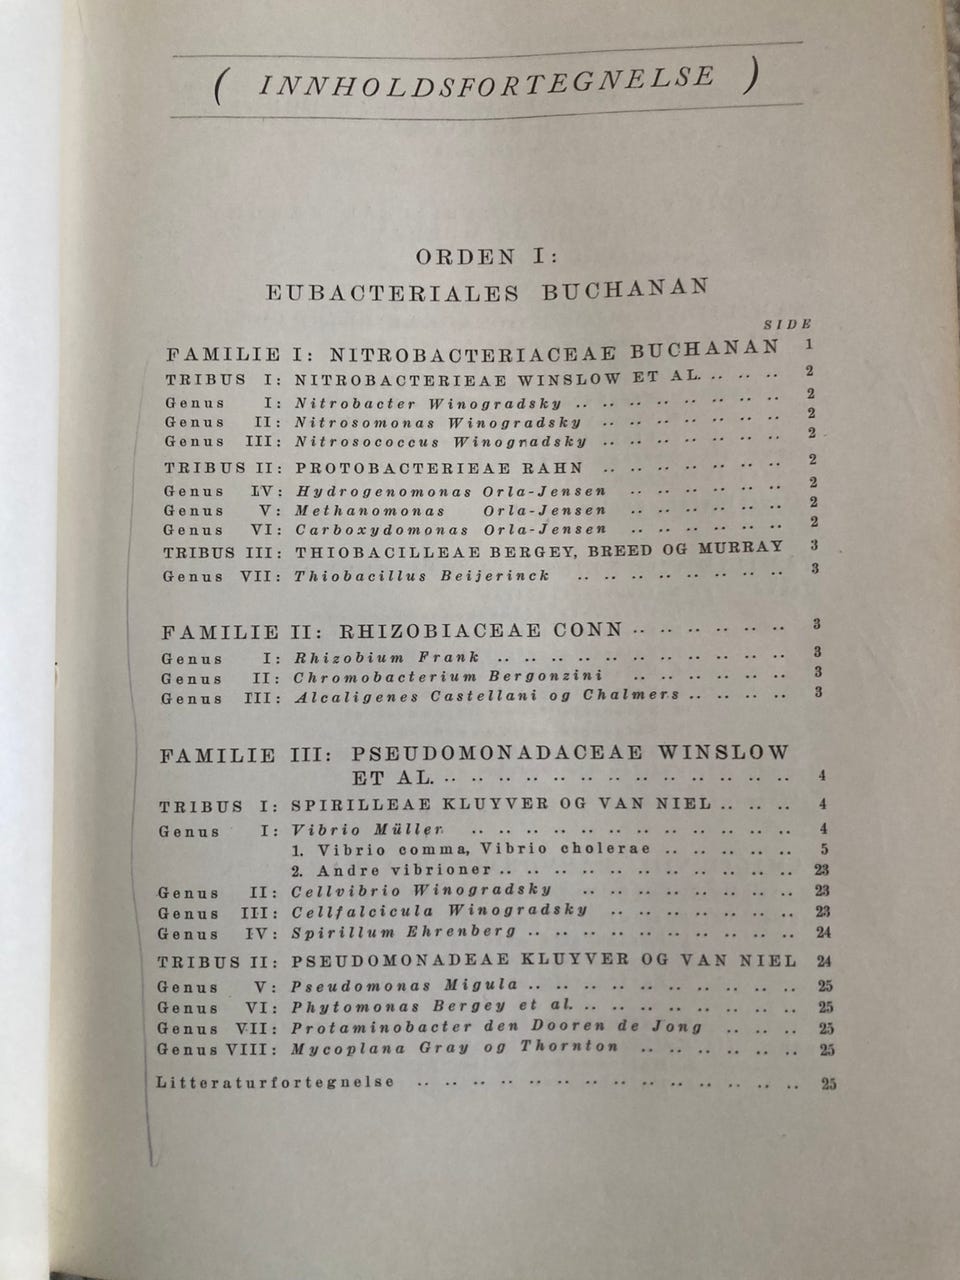 ( INNHOLDSFORTEGNELSE )
ORDEN I:
EUBACTERIALES BUCHANAN
SIDE
FAMILIE I: NITROBACTERIACEAE BUCHANAN 1
TRIBUS I: NITROBACTERIEAE WINSLOW ET AL. .. .. .. 2
Genus I: Nitrobacter Winogradsky .. .. .. .. .. .. .. .. 2
Genus II: Nitrosomonas Winogradsky .. .. .. .. .. .. .. 2
Genus III: Nitrosococcus Winogradsky .. .. .. .. .. .. .. 2
TRIBUS II: PROTOBACTERIEAE RAHN .. .. .. .. .. .. .. 2
Genus IV: Hydrogenomonas Orla-Jensen .. .. .. .. .. .. 2
Genus V: Methanomonas Orla-Jensen .. .. .. .. .. .. 2
Genus VI: Carboxydomonas Orla-Jensen .. .. .. .. .. .. 2
TRIBUS III: THIOBACILLEAE BERGEY, BREED OG MURRAY 3
Genus VII: Thiobacillus Beijerinck .. .. .. .. .. .. .. .. 3
FAMILIE II: RHIZOBIACEAE CONN .. .. .. .. .. .. 3
Genus I: Rhizobium Frank .. .. .. .. .. .. .. .. .. .. .. 3
Genus II: Chromobacterium Bergonzini .. .. .. .. .. .. 3
Genus III: Alcaligenes Castellani og Chalmers .. .. .. .. 3
FAMILIE III: PSEUDOMONADACEAE WINSLOW
ET AL. .. .. .. .. .. .. .. .. .. .. .. .. .. 4
TRIBUS I: SPIRILLEAE KLUYVER OG VAN NIEL .. .. .. 4
Genus I: Vibrio Müller .. .. .. .. .. .. .. .. .. .. .. .. 4
1. Vibrio comma, Vibrio cholerae .. .. .. .. .. 5
2. Andre vibrioner .. .. .. .. .. .. .. .. .. .. .. 23
Genus II: Cellvibrio Winogradsky .. .. .. .. .. .. .. .. 23
Genus III: Cellfalcicula Winogradsky .. .. .. .. .. .. .. 23
Genus IV: Spirillum Ehrenberg .. .. .. .. .. .. .. .. .. .. 24
TRIBUS II: PSEUDOMONADEAE KLUYVER OG VAN NIEL 24
Genus V: Pseudomonas Migula .. .. .. .. .. .. .. .. .. .. 25
Genus VI: Phytomonas Bergey et al. .. .. .. .. .. .. .. .. 25
Genus VII: Protaminobacter den Dooren de Jong .. .. .. 25
Genus VIII: Mycoplana Gray og Thornton .. .. .. .. .. .. 25
Litteraturfortegnelse .. .. .. .. .. .. .. .. .. .. .. .. .. .. 25